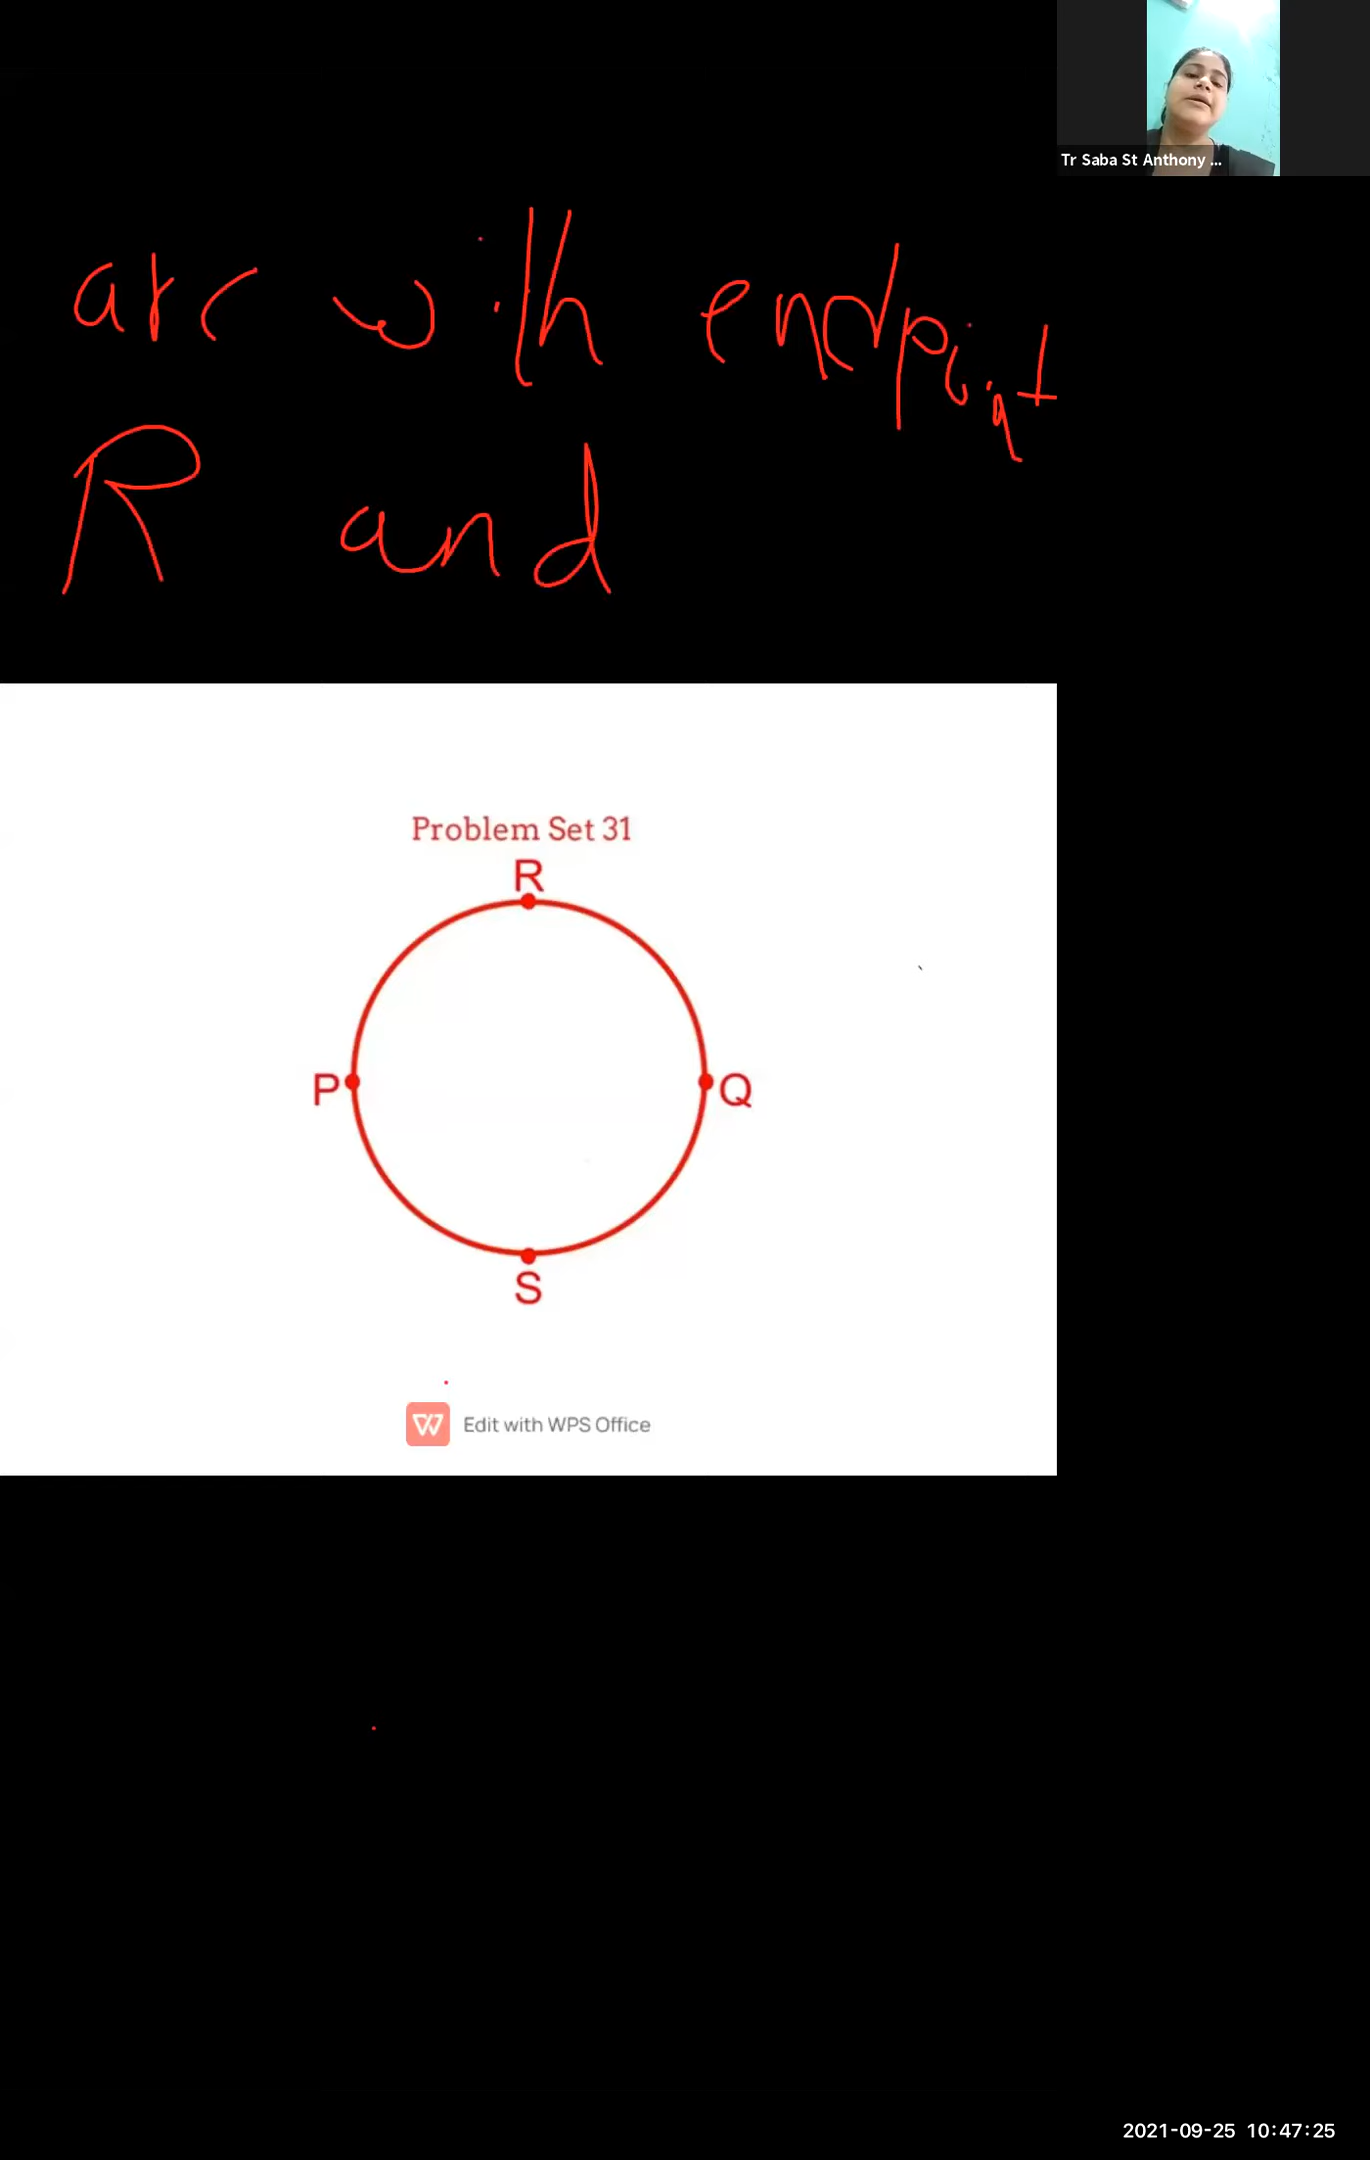 Tr Saba St Anthony ...
arc with endpoint
R and
Problem Set 31
R
P
Q
S
Edit with WPS Office
2021-09-25 10:47:25